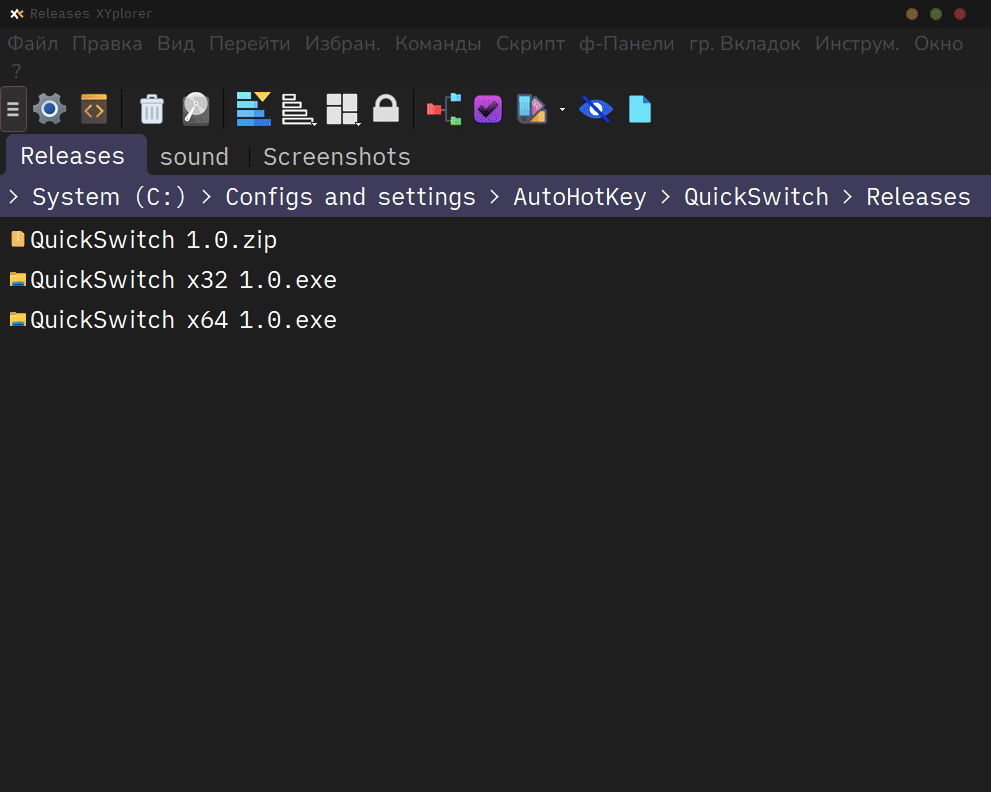 Releases XYplorer
Файл Правка Вид Перейти Избран. Команды Скрипт ф-Панели гр. Вкладок Инструм. Окно
?
Releases sound Screenshots
> System (C:) > Configs and settings > AutoHotKey > QuickSwitch > Releases
QuickSwitch 1.0.zip
QuickSwitch x32 1.0.exe
QuickSwitch x64 1.0.exe